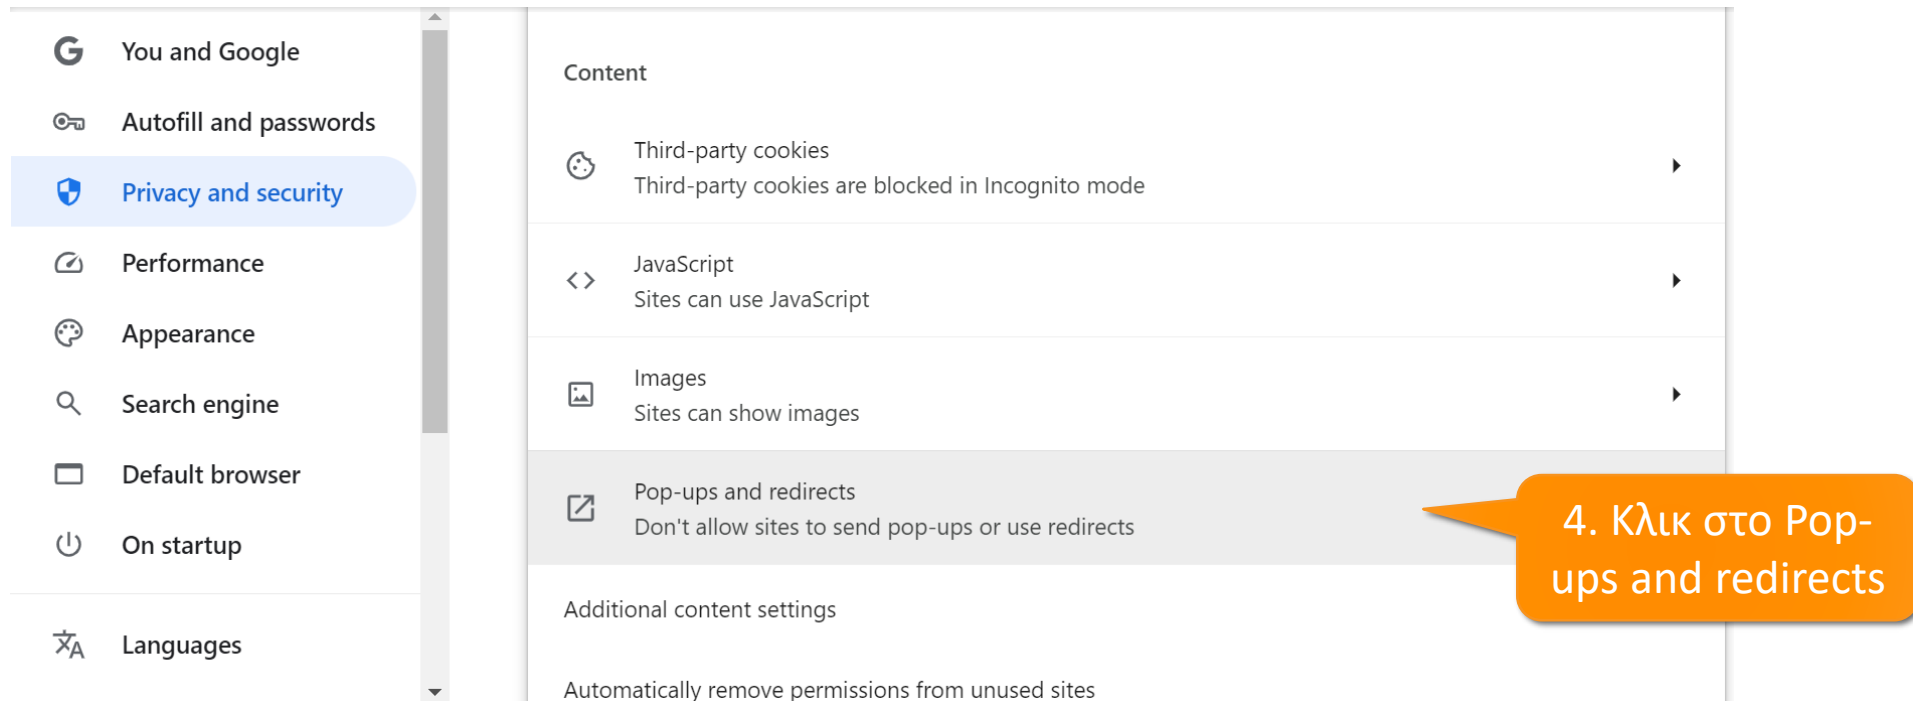 You and Google
Autofill and passwords
Privacy and security
Performance
Appearance
Search engine
Default browser
On startup
Languages
Content
Third-party cookies
Third-party cookies are blocked in Incognito mode
JavaScript
Sites can use JavaScript
Images
Sites can show images
Pop-ups and redirects
Don't allow sites to send pop-ups or use redirects
4. Κλικ στο Pop-
ups and redirects
Additional content settings
Automatically remove permissions from unused sites